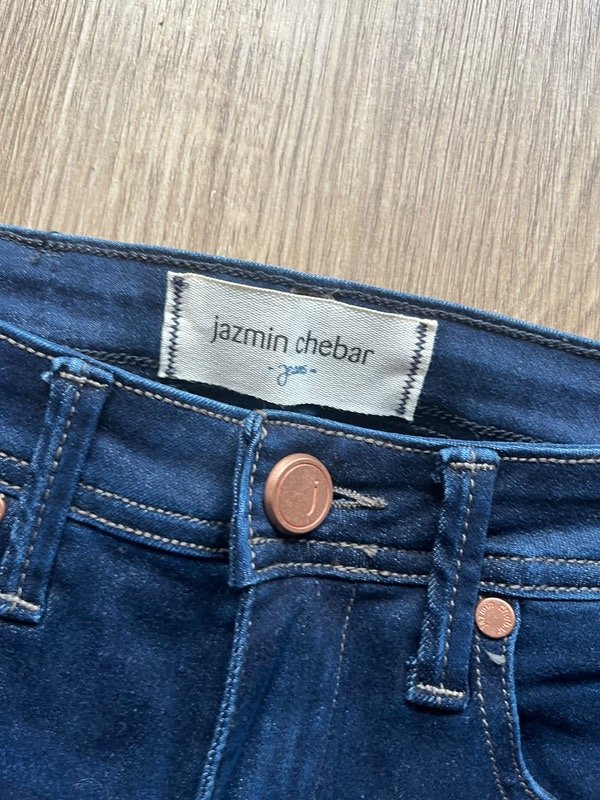 jazmin chebar
- jeans -
j